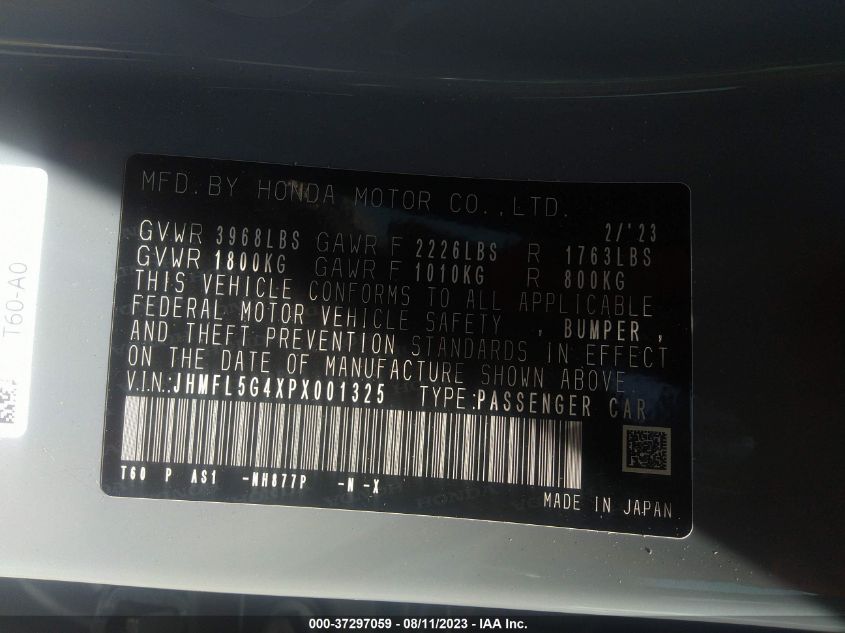 MFD. BY HONDA MOTOR CO.,LTD.
2/'23
GVWR 3968LBS GAWR F 2226LBS R 1763LBS
GVWR 1800KG GAWR F 1010KG R 800KG
THIS VEHICLE CONFORMS TO ALL APPLICABLE
FEDERAL MOTOR VEHICLE SAFETY , BUMPER ,
AND THEFT PREVENTION STANDARDS IN EFFECT
ON THE DATE OF MANUFACTURE SHOWN ABOVE.
V.I.N.:JHMFL5G4XPX001325 TYPE:PASSENGER CAR
T60 P AS1 -NH877P -N -X
MADE IN JAPAN
T60-A0
000-37297059 - 08/11/2023 - IAA Inc.